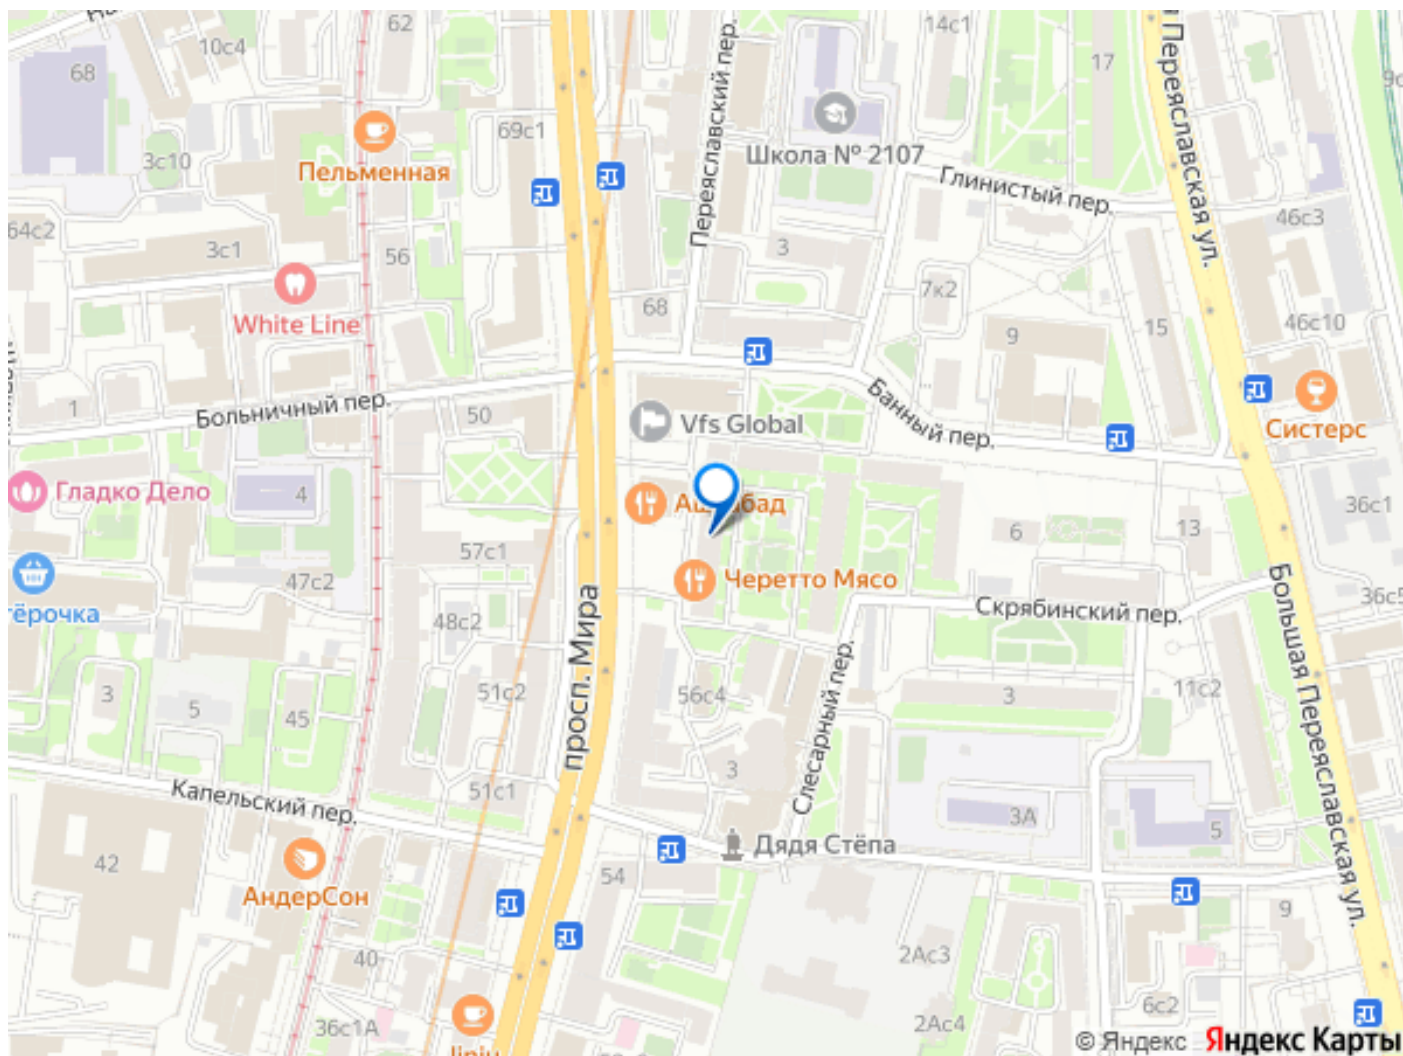 62
14с1
10с4
68
17
69с1
Переяславский пер.
Переяславская ул.
Школа № 2107
3с10
Пельменная
Глинистый пер.
64с2
3с1
56
3
46с3
7к2
White Line
68
15
46с10
9
Больничный пер.
1
50
Vfs Global
Банный пер.
Систерс
Гладко Дело
4
36с1
6
13
57с1
Черетто Мясо
47с2
тёрочка
48с2
просп. Мира
Скрябинский пер.
36с5
Большая Переяславская ул.
3
5
45
51с2
56с4
3
11с2
Слесарный пер.
3
51с1
Капельский пер.
3А
5
Дядя Стёпа
42
54
АндерСон
9
40
2Ас3
6с2
36с1А
2Ас4
© Яндекс Яндекс Карты